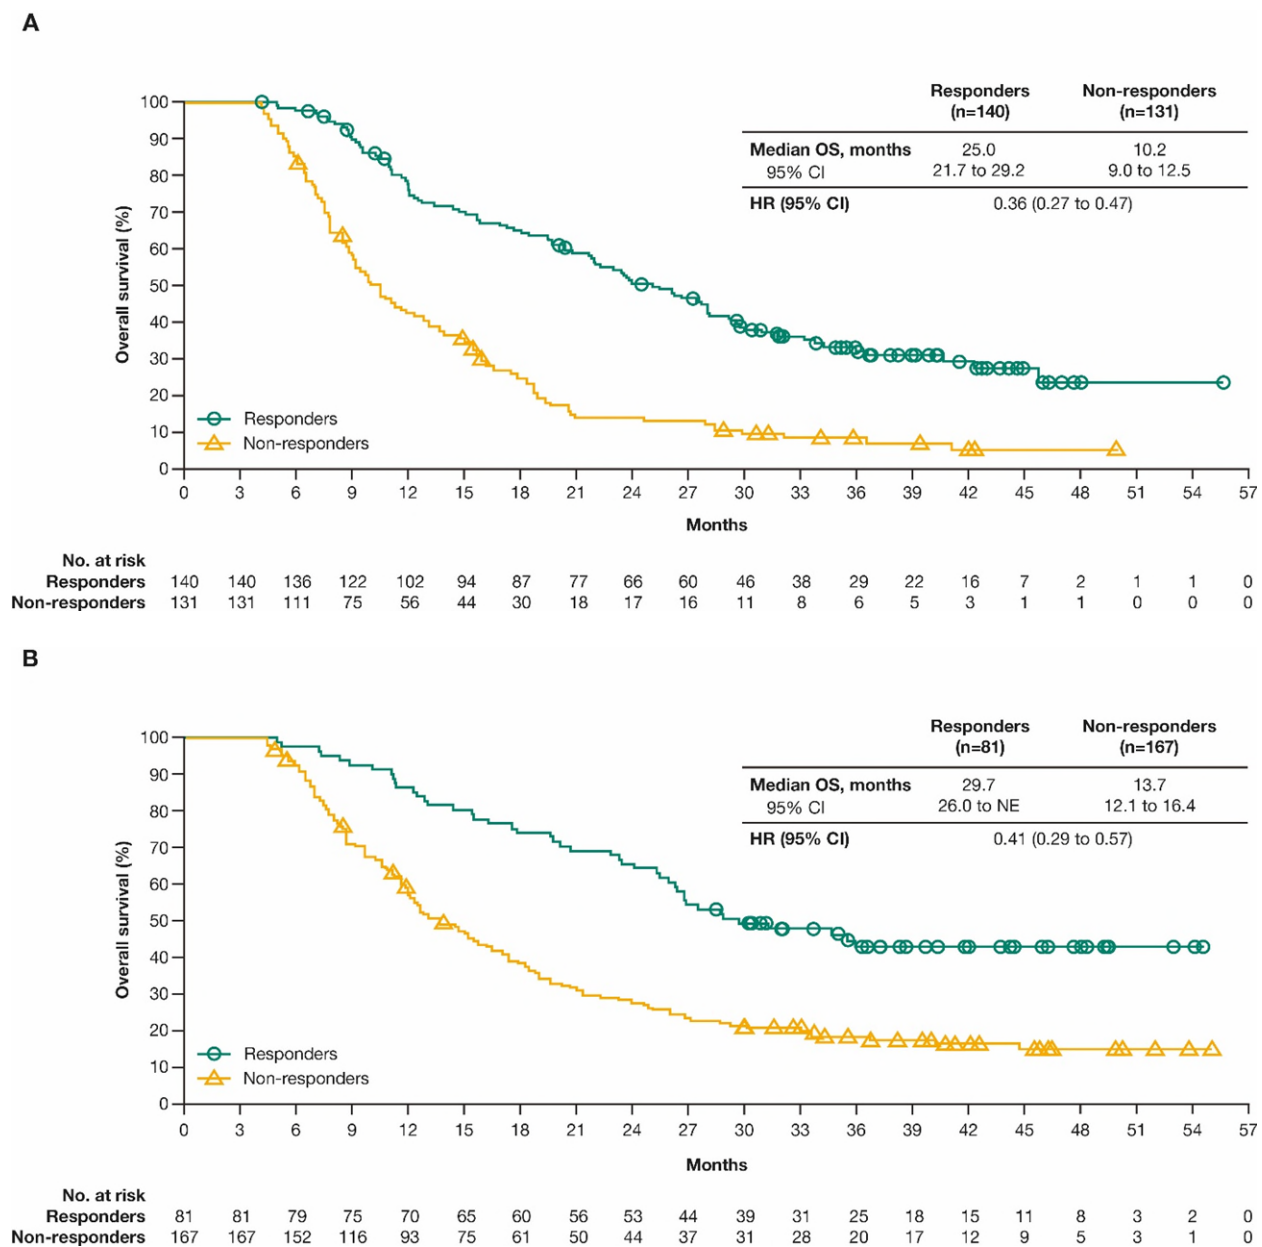 A
Responders Non-responders
(n=140) (n=131)
Median OS, months 25.0 10.2
95% CI 21.7 to 29.2 9.0 to 12.5
HR (95% CI) 0.36 (0.27 to 0.47)
Overall survival (%)
100
90
80
70
60
50
40
30
20
10
0
Responders
Non-responders
0 3 6 9 12 15 18 21 24 27 30 33 36 39 42 45 48 51 54 57
Months
No. at risk
Responders 140 140 136 122 102 94 87 77 66 60 46 38 29 22 16 7 2 1 1 0
Non-responders 131 131 111 75 56 44 30 18 17 16 11 8 6 5 3 1 1 0 0 0
B
Responders Non-responders
(n=81) (n=167)
Median OS, months 29.7 13.7
95% CI 26.0 to NE 12.1 to 16.4
HR (95% CI) 0.41 (0.29 to 0.57)
Overall survival (%)
100
90
80
70
60
50
40
30
20
10
0
Responders
Non-responders
0 3 6 9 12 15 18 21 24 27 30 33 36 39 42 45 48 51 54 57
Months
No. at risk
Responders 81 81 79 75 70 65 60 56 53 44 39 31 25 18 15 11 8 3 2 0
Non-responders 167 167 152 116 93 75 61 50 44 37 31 28 20 17 12 9 5 3 1 0